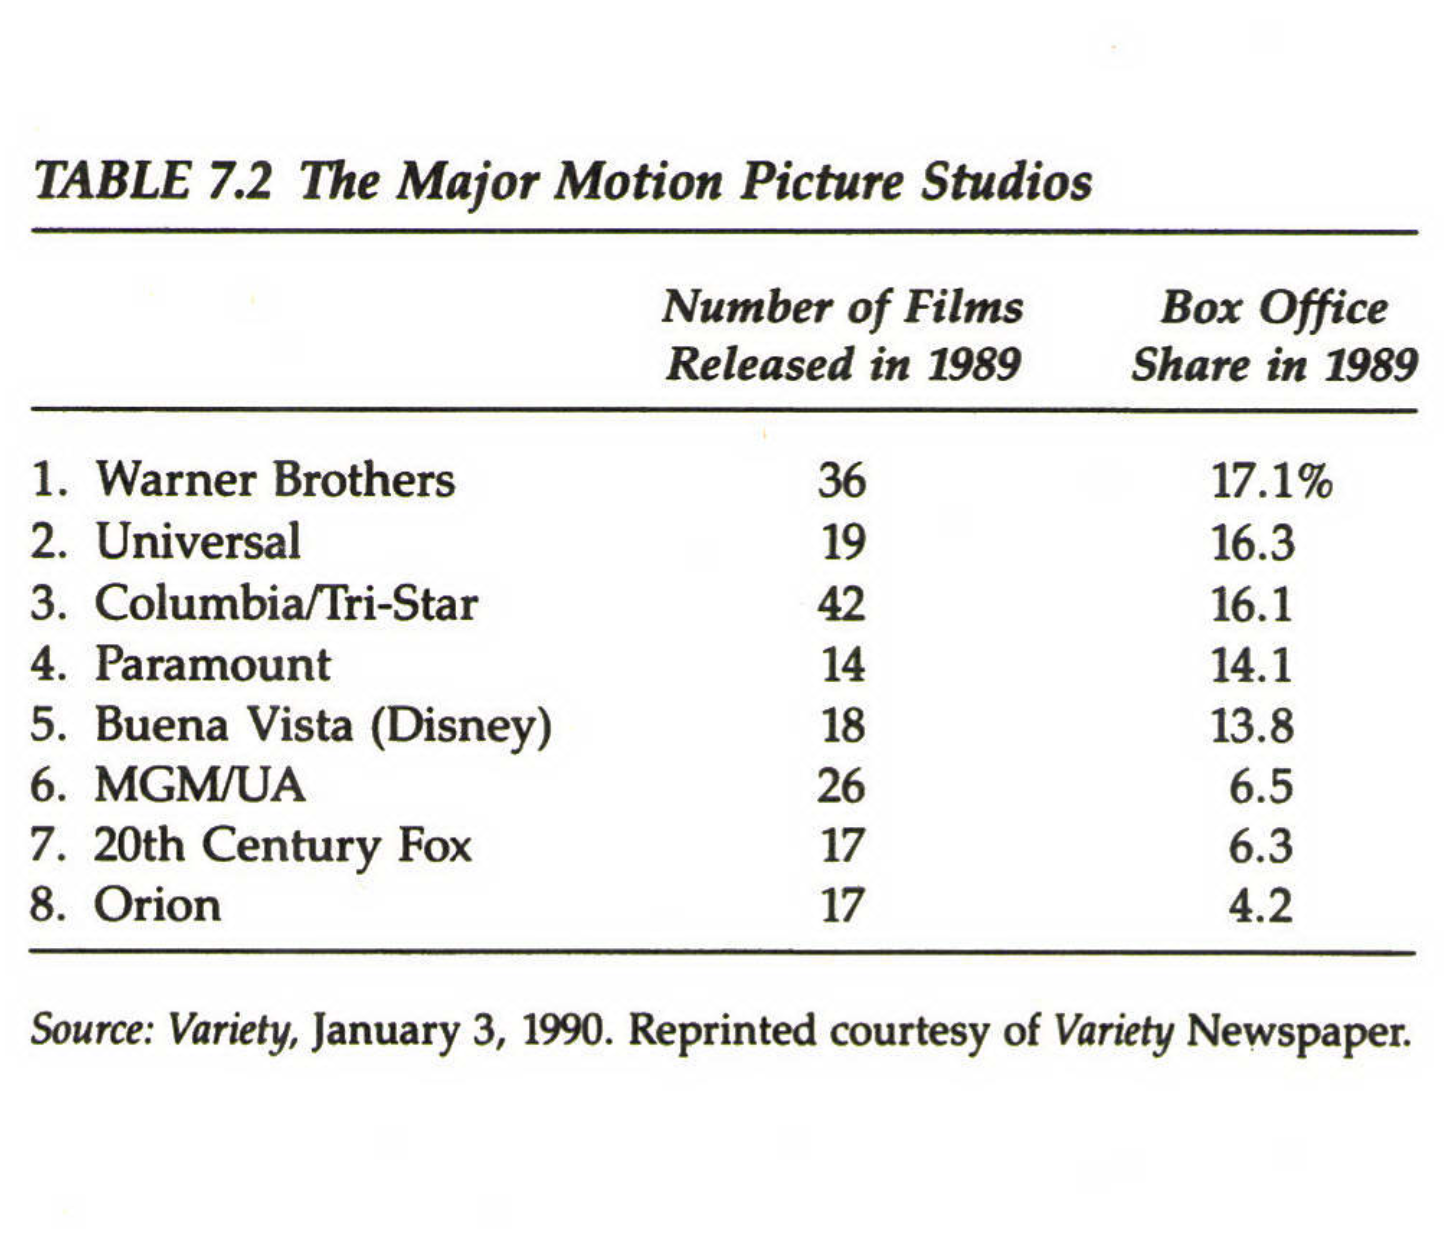 TABLE 7.2 The Major Motion Picture Studios
Number of Films Released in 1989 Box Office Share in 1989
1. Warner Brothers 36 17.1%
2. Universal 19 16.3
3. Columbia/Tri-Star 42 16.1
4. Paramount 14 14.1
5. Buena Vista (Disney) 18 13.8
6. MGM/UA 26 6.5
7. 20th Century Fox 17 6.3
8. Orion 17 4.2
Source: Variety, January 3, 1990. Reprinted courtesy of Variety Newspaper.